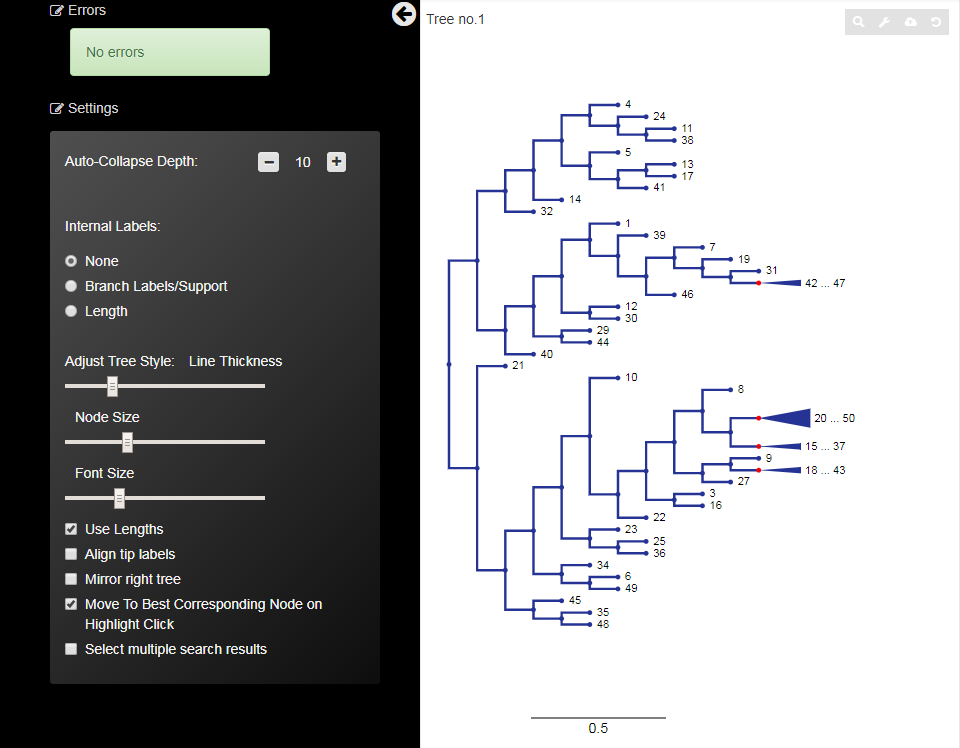 Errors
No errors
Settings
Auto-Collapse Depth: 10
Internal Labels:
None
Branch Labels/Support
Length
Adjust Tree Style: Line Thickness
Node Size
Font Size
Use Lengths
Align tip labels
Mirror right tree
Move To Best Corresponding Node on
Highlight Click
Select multiple search results
Tree no.1
4
24
11
38
5
13
17
41
14
32
1
39
7
19
31
42 ... 47
46
12
30
29
44
40
21
10
8
20 ... 50
15 ... 37
9
18 ... 43
27
3
16
22
23
25
36
34
6
49
45
35
48
0.5